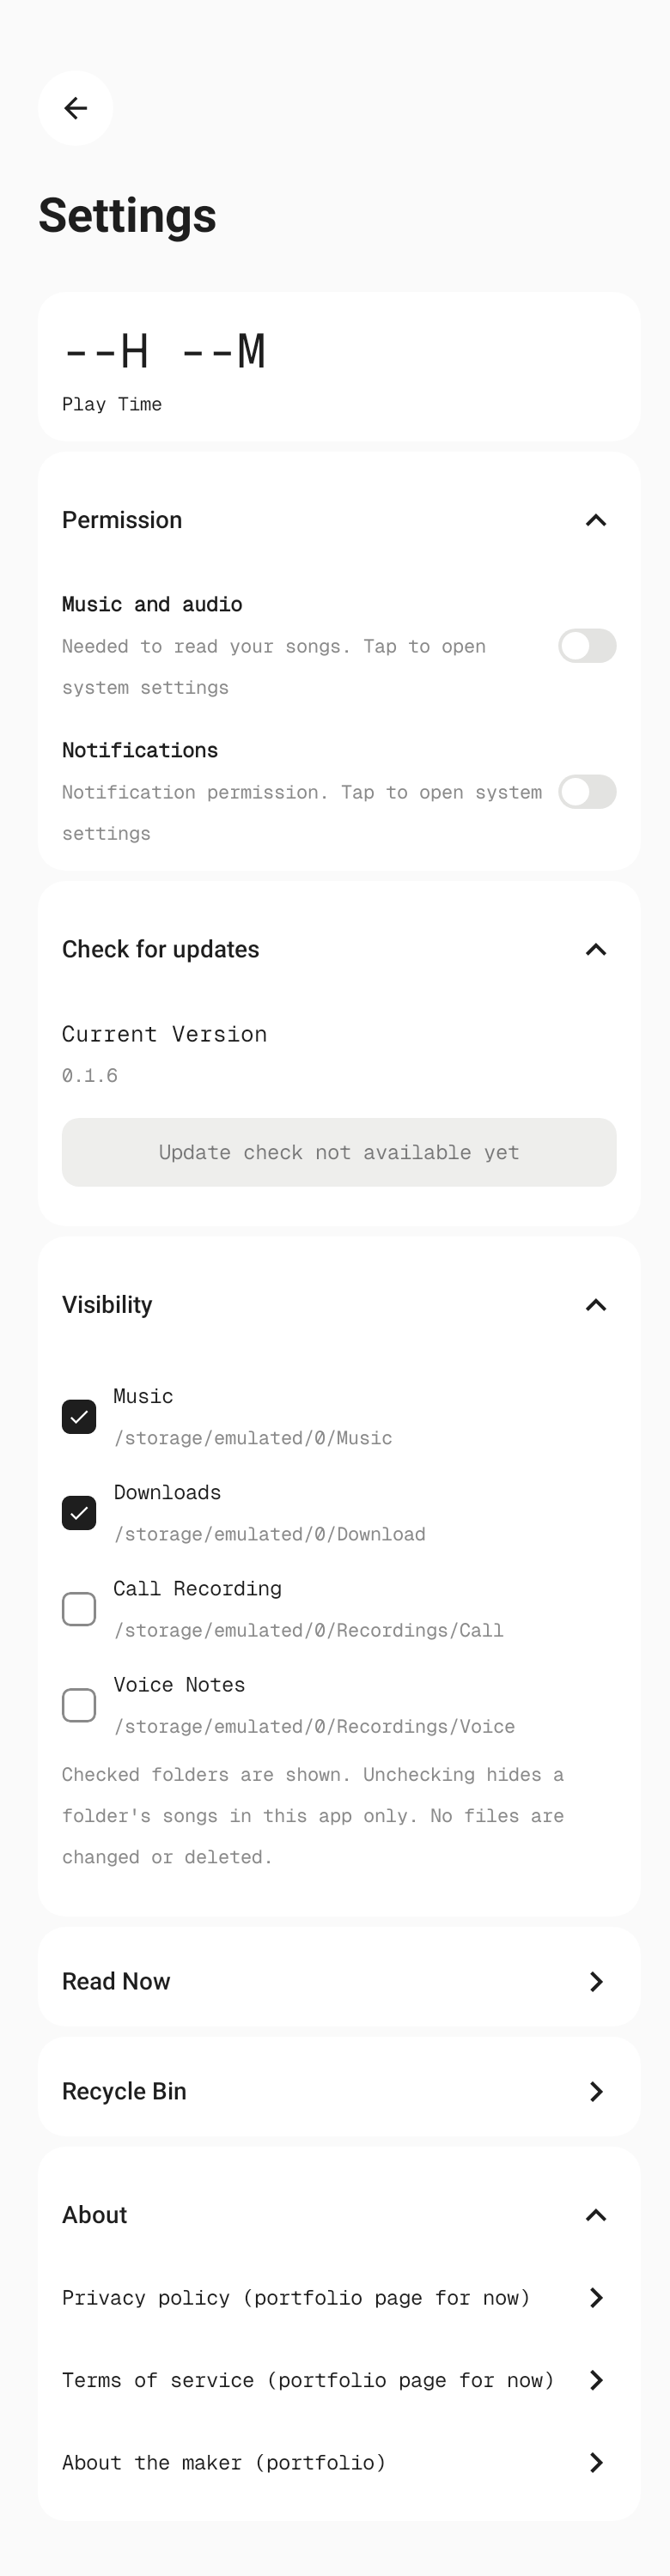 Settings
--H --M
Play Time
Permission
Music and audio
Needed to read your songs. Tap to open
system settings
Notifications
Notification permission. Tap to open system
settings
Check for updates
Current Version
0.1.6
Update check not available yet
Visibility
Music
/storage/emulated/0/Music
Downloads
/storage/emulated/0/Download
Call Recording
/storage/emulated/0/Recordings/Call
Voice Notes
/storage/emulated/0/Recordings/Voice
Checked folders are shown. Unchecking hides a
folder's songs in this app only. No files are
changed or deleted.
Read Now
Recycle Bin
About
Privacy policy (portfolio page for now)
Terms of service (portfolio page for now)
About the maker (portfolio)